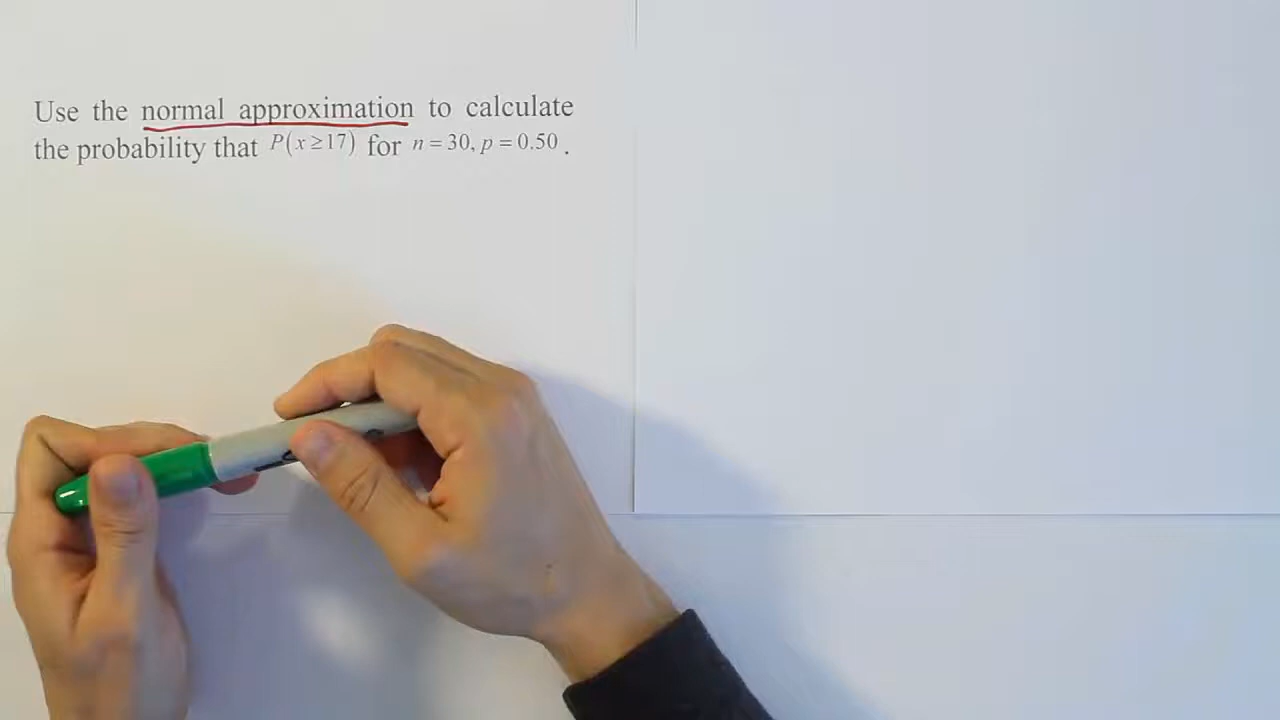 Use the normal approximation to calculate
the probability that P(x≥17) for n=30, p=0.50.